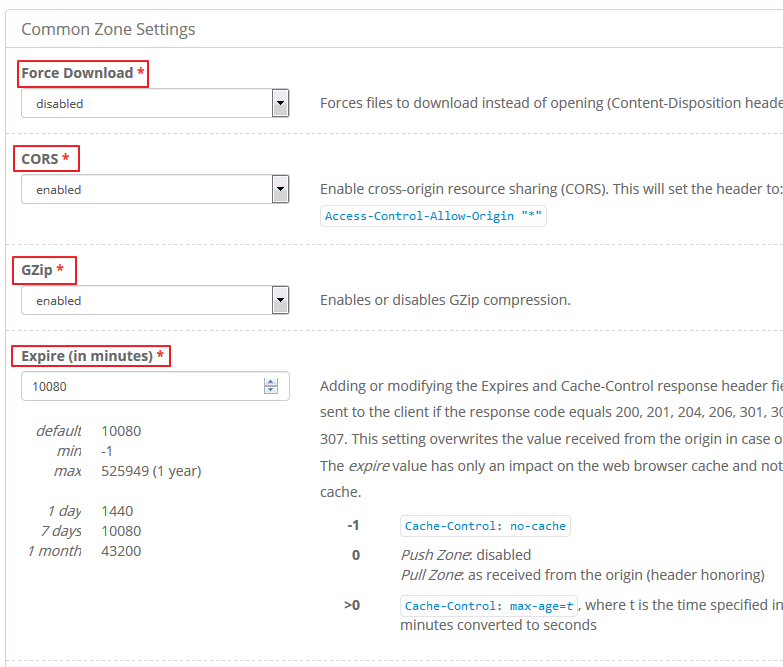 Common Zone Settings
Force Download *
disabled
Forces files to download instead of opening (Content-Disposition
CORS *
enabled
Enable cross-origin resource sharing (CORS). This will set the header to:
Access-Control-Allow-Origin "*"
GZip *
enabled
Enables or disables GZip compression.
Expire (in minutes) *
10080
default 10080
min -1
max 525949 (1 year)
1 day 1440
7 days 10080
1 month 43200
Adding or modifying the Expires and Cache-Control response header
sent to the client if the response code equals 200, 201, 204, 206, 301,
307. This setting overwrites the value received from the origin in case
The expire value has only an impact on the web browser cache and not
cache.
-1 Cache-Control: no-cache
0 Push Zone: disabled
Pull Zone: as received from the origin (header honoring)
>0 Cache-Control: max-age=t, where t is the time specified in
minutes converted to seconds